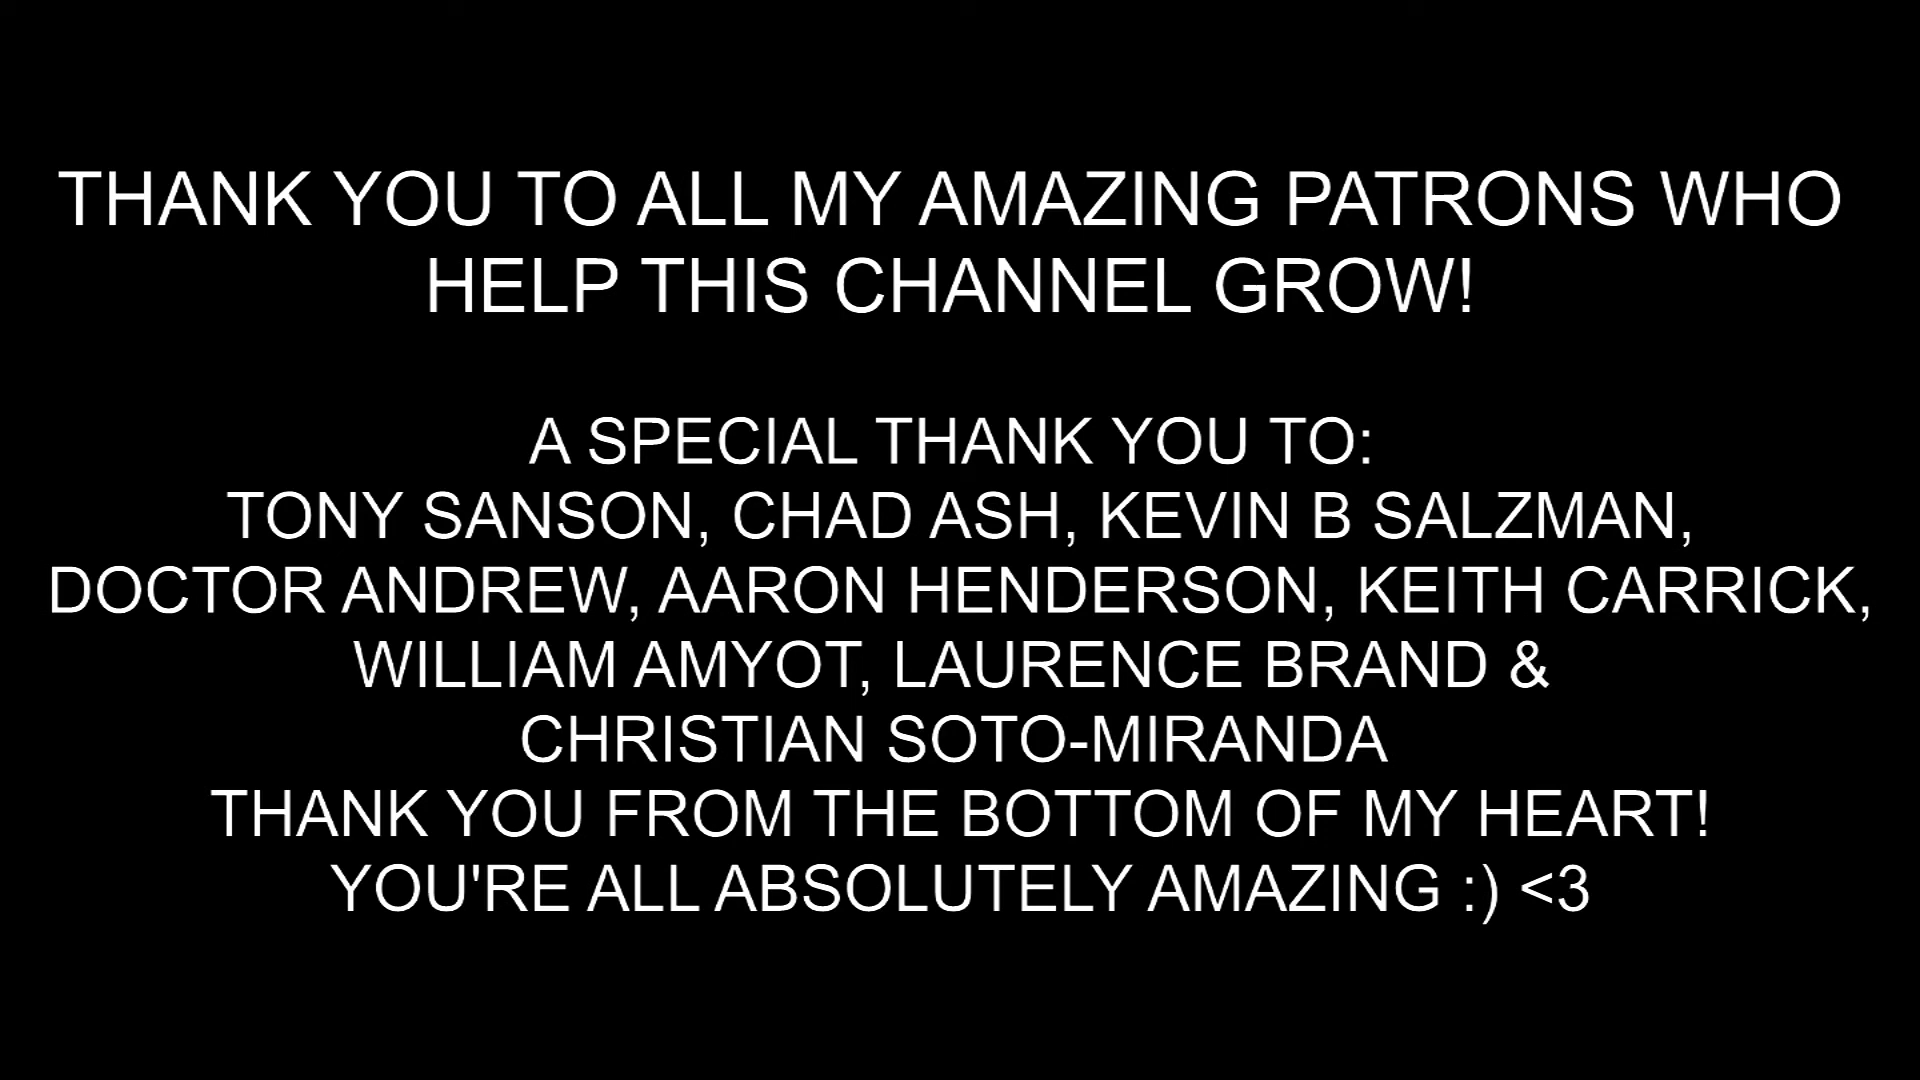 THANK YOU TO ALL MY AMAZING PATRONS WHO
HELP THIS CHANNEL GROW!
A SPECIAL THANK YOU TO:
TONY SANSON, CHAD ASH, KEVIN B SALZMAN,
DOCTOR ANDREW, AARON HENDERSON, KEITH CARRICK,
WILLIAM AMYOT, LAURENCE BRAND &
CHRISTIAN SOTO-MIRANDA
THANK YOU FROM THE BOTTOM OF MY HEART!
YOU'RE ALL ABSOLUTELY AMAZING :) <3